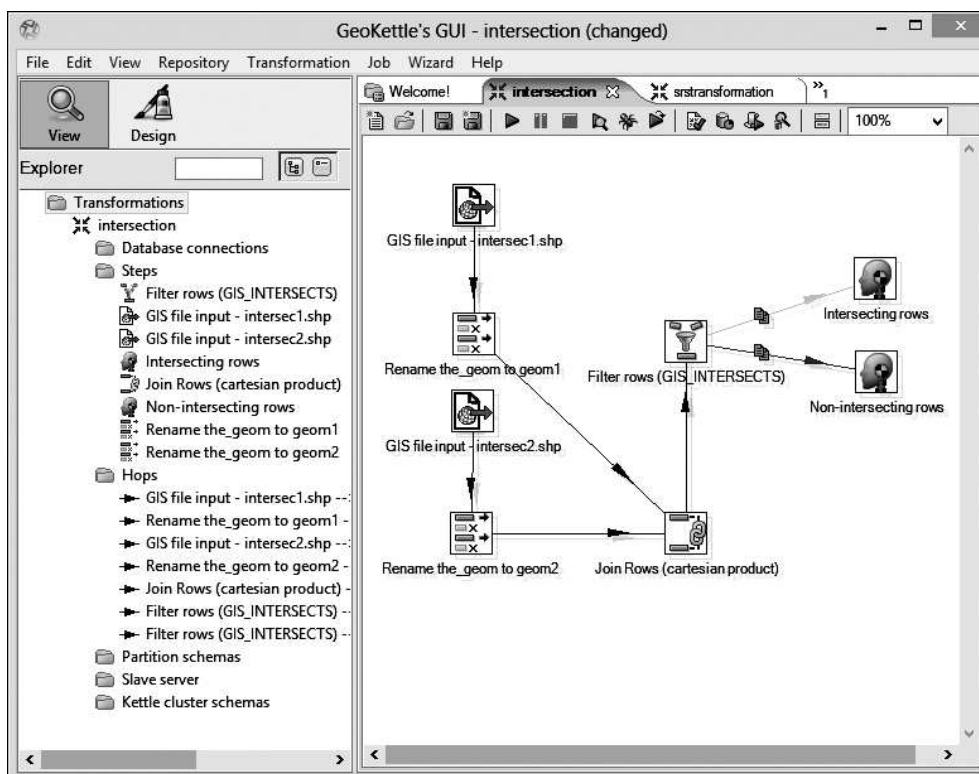 GeoKettle's GUI - intersection (changed)
File Edit View Repository Transformation Job Wizard Help
View
Design
Explorer
Transformations
intersection
Database connections
Steps
Filter rows (GIS_INTERSECTS)
GIS file input - intersec1.shp
GIS file input - intersec2.shp
Intersecting rows
Join Rows (cartesian product)
Non-intersecting rows
Rename the_geom to geom1
Rename the_geom to geom2
Hops
GIS file input - intersec1.shp --
Rename the_geom to geom1 -
GIS file input - intersec2.shp --
Rename the_geom to geom2 -
Join Rows (cartesian product) -
Filter rows (GIS_INTERSECTS) --
Filter rows (GIS_INTERSECTS) --
Partition schemas
Slave server
Kettle cluster schemas
Welcome!
intersection
srstransformation
»1
100%
GIS file input - intersec1.shp
Rename the_geom to geom1
GIS file input - intersec2.shp
Rename the_geom to geom2
Join Rows (cartesian product)
Filter rows (GIS_INTERSECTS)
Intersecting rows
Non-intersecting rows